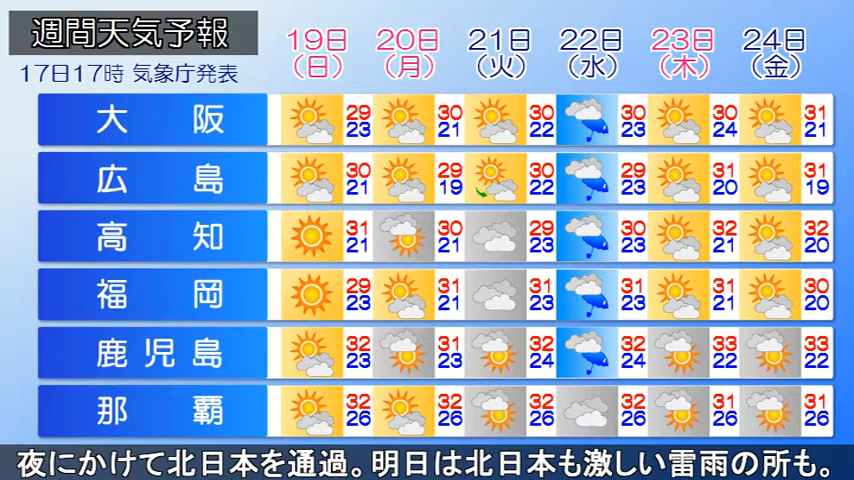 週間天気予報
17日17時 気象庁発表
19日 20日 21日 22日 23日 24日
(日) (月) (火) (水) (木) (金)
大阪 29 23 30 21 30 22 30 23 30 24 31 21
広島 30 21 29 19 30 22 29 23 31 20 31 19
高知 31 21 30 21 29 23 30 23 32 21 32 20
福岡 29 23 31 21 31 23 31 23 31 21 30 20
鹿児島 32 23 31 23 32 24 32 24 33 22 33 22
那覇 32 26 32 26 32 26 32 26 31 26 31 26
夜にかけて北日本を通過。明日は北日本も激しい雷雨の所も。